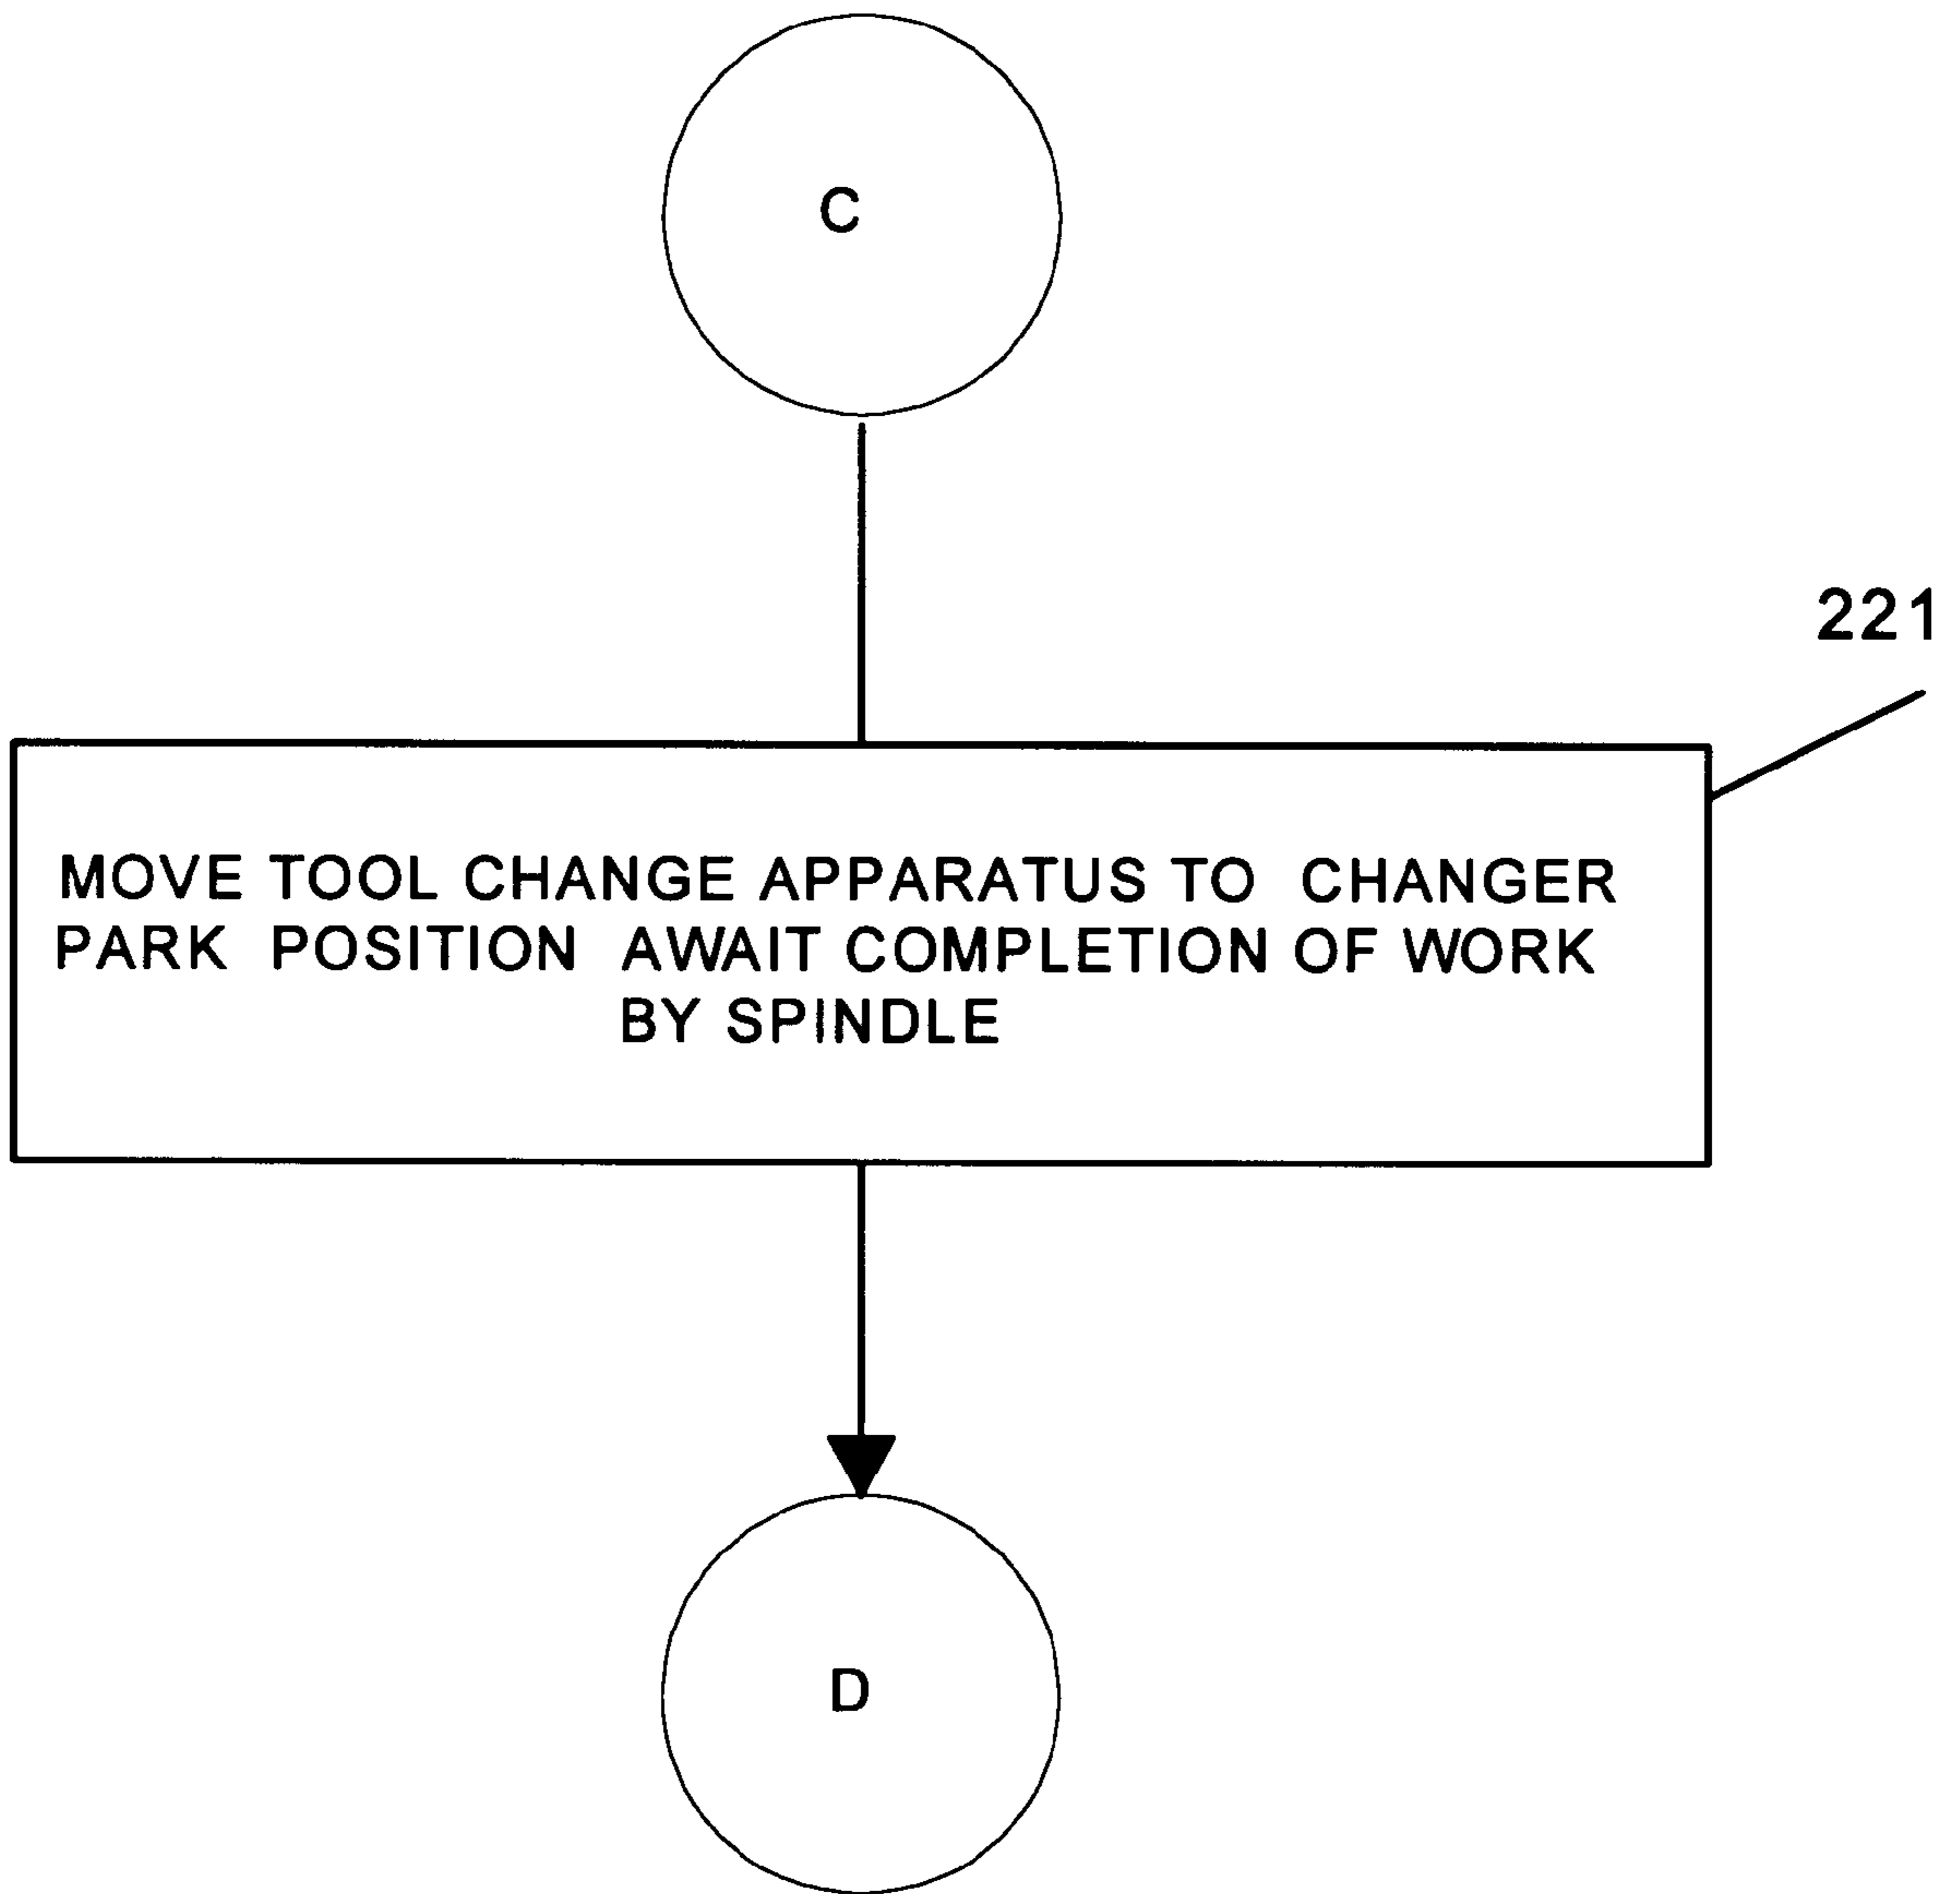 C
221
MOVE TOOL CHANGE APPARATUS TO CHANGER
PARK POSITION AWAIT COMPLETION OF WORK
BY SPINDLE
D